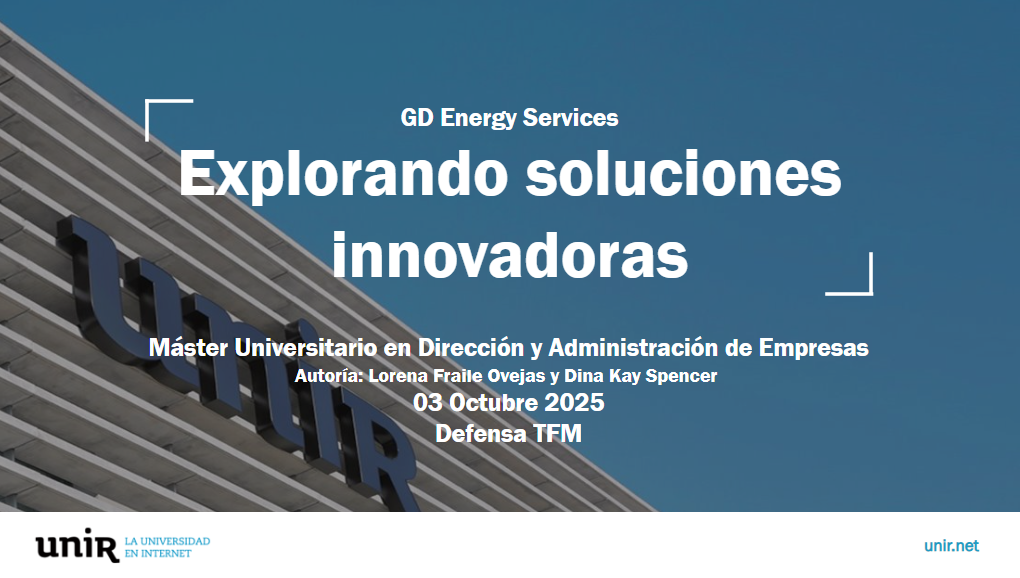 GD Energy Services
Explorando soluciones
innovadoras
Máster Universitario en Dirección y Administración de Empresas
Autoría: Lorena Fraile Ovejas y Dina Kay Spencer
03 Octubre 2025
Defensa TFM
unir
unir LA UNIVERSIDAD
EN INTERNET
unir.net